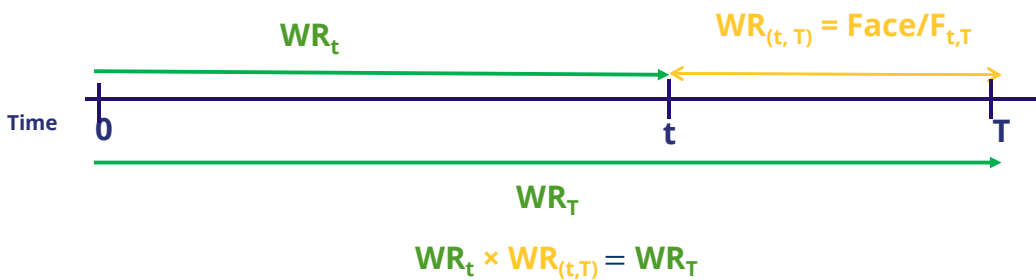 WRt
WR(t, T) = Face/Ft,T
Time
0
t
T
WRT
WRt × WR(t,T) = WRT